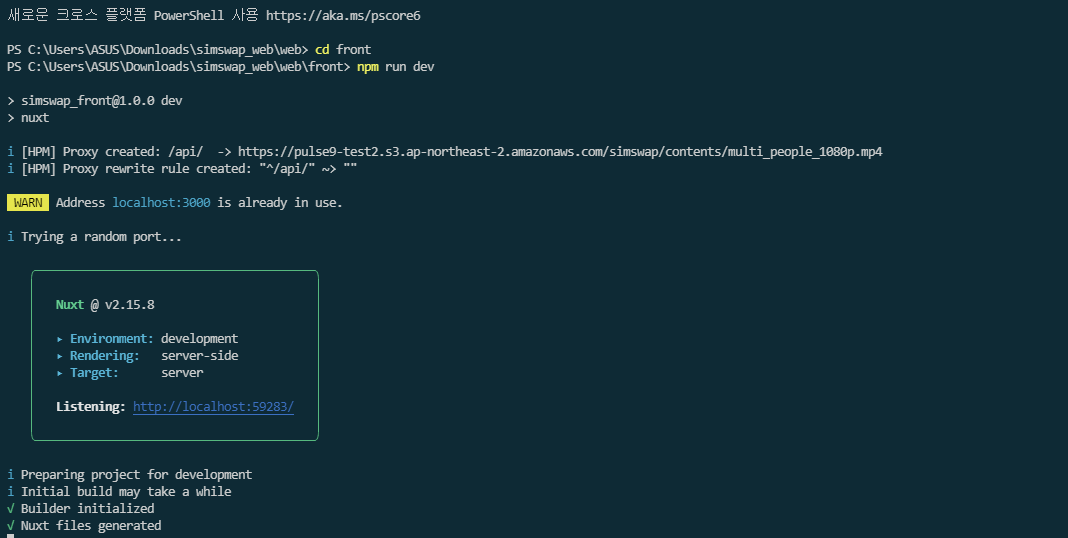 새로운 크로스 플랫폼 PowerShell 사용 https://aka.ms/pscore6
PS C:\Users\ASUS\Downloads\simswap_web\web> cd front
PS C:\Users\ASUS\Downloads\simswap_web\web\front> npm run dev
> simswap_front@1.0.0 dev
> nuxt
i [HPM] Proxy created: /api/  -> https://pulse9-test2.s3.ap-northeast-2.amazonaws.com/simswap/contents/multi_people_1080p.mp4
i [HPM] Proxy rewrite rule created: "^/api/" ~> ""
WARN Address localhost:3000 is already in use.
i Trying a random port...
Nuxt @ v2.15.8
▸ Environment: development
▸ Rendering:   server-side
▸ Target:      server
Listening: http://localhost:59283/
i Preparing project for development
i Initial build may take a while
√ Builder initialized
√ Nuxt files generated